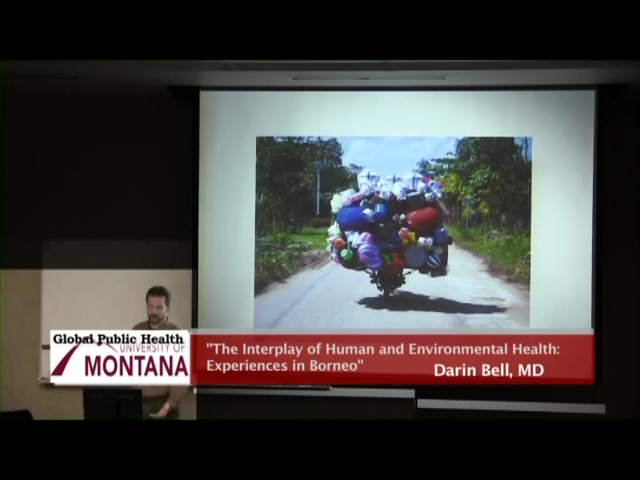 Global Public Health
UNIVERSITY OF
MONTANA
"The Interplay of Human and Environmental Health:
Experiences in Borneo"
Darin Bell, MD